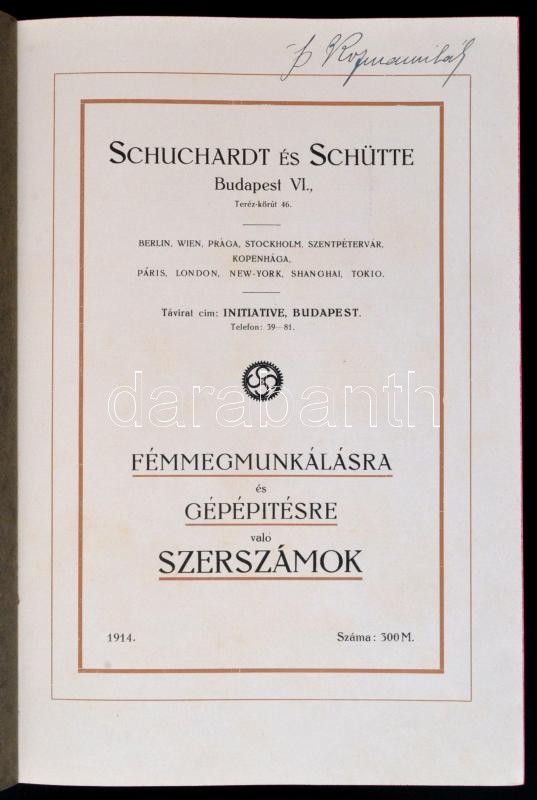 SCHUCHARDT ÉS SCHÜTTE
Budapest VI.,
Teréz-körút 46.
BERLIN, WIEN, PRÁGA, STOCKHOLM, SZENTPÉTERVÁR,
KOPENHÁGA,
PÁRIS, LONDON, NEW-YORK, SHANGHAI, TOKIO.
Távirat cím: INITIATIVE, BUDAPEST.
Telefon: 39—81.
darabanth
FÉMMEGMUNKÁLÁSRA
és
GÉPÉPITÉSRE
való
SZERSZÁMOK
1914. Száma: 300 M.